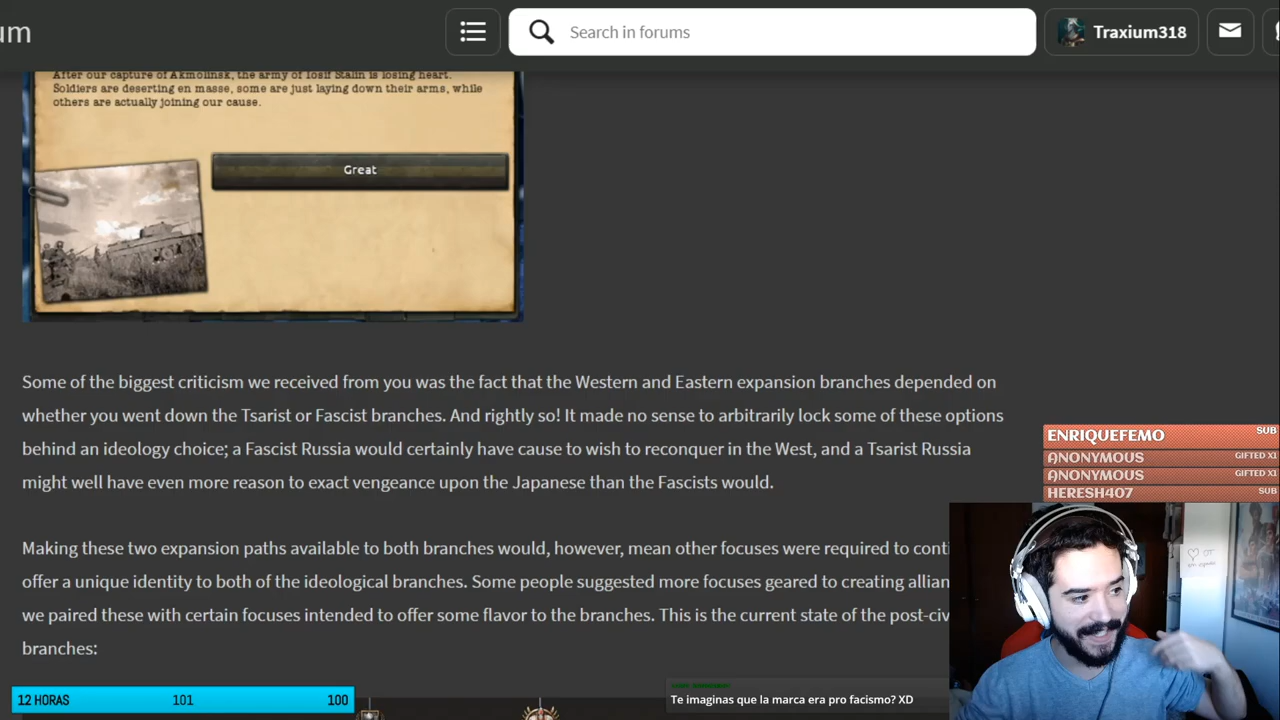 um
Search in forums
Traxium318
After our capture of Akmolinsk, the army of Iosif Stalin is losing heart.
Soldiers are deserting en masse, some are just laying down their arms, while
others are actually joining our cause.
Great
Some of the biggest criticism we received from you was the fact that the Western and Eastern expansion branches depended on
whether you went down the Tsarist or Fascist branches. And rightly so! It made no sense to arbitrarily lock some of these options
behind an ideology choice; a Fascist Russia would certainly have cause to wish to reconquer in the West, and a Tsarist Russia
might well have even more reason to exact vengeance upon the Japanese than the Fascists would.
Making these two expansion paths available to both branches would, however, mean other focuses were required to conti
offer a unique identity to both of the ideological branches. Some people suggested more focuses geared to creating allian
we paired these with certain focuses intended to offer some flavor to the branches. This is the current state of the post-civ
branches:
ENRIQUEFEMO SUB
ANONYMOUS GIFTED X1
ANONYMOUS GIFTED X1
HERESH407 SUB
12 HORAS 101 100
Te imaginas que la marca era pro facismo? XD